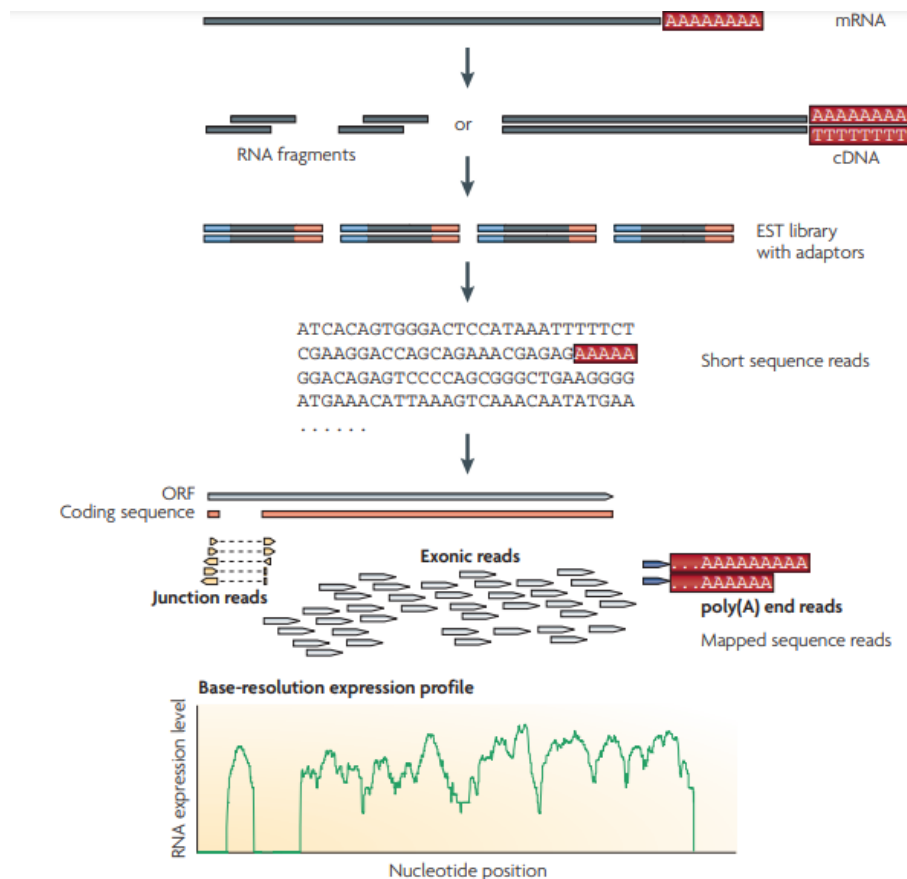 AAAAAAAA mRNA
or
AAAAAAAA
TTTTTTTT
RNA fragments
cDNA
EST library
with adaptors
ATCACAGTGGGACTCCATAAATTTTTCT
CGAAGGACCAGCAGAAACGAGAGAAAAA
GGACAGAGTCCCCAGCGGGCTGAAGGGG
ATGAAACATTAAAGTCAAACAATATGAA
. . . . . .
Short sequence reads
ORF
Coding sequence
Junction reads
Exonic reads
...AAAAAAAAA
...AAAAAA
poly(A) end reads
Mapped sequence reads
Base-resolution expression profile
RNA expression level
Nucleotide position